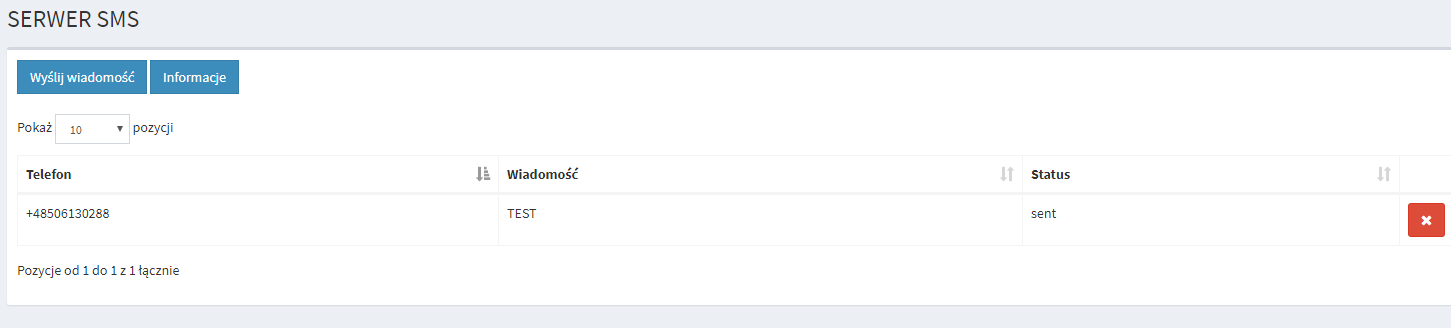 SERWER SMS
Wyślij wiadomość Informacje
Pokaż 10 pozycji
Telefon Wiadomość Status
+48506130288 TEST sent
Pozycje od 1 do 1 z 1 łącznie